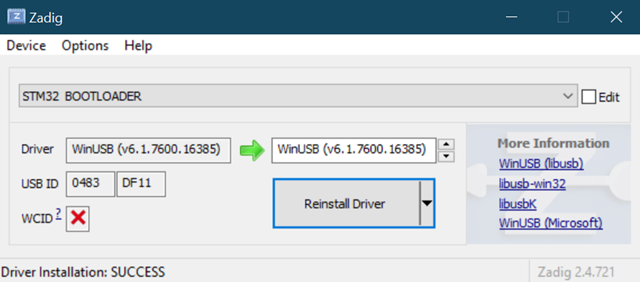 Zadig
Device Options Help
STM32 BOOTLOADER
Edit
Driver WinUSB (v6.1.7600.16385) WinUSB (v6.1.7600.16385)
USB ID 0483 DF11
WCID ?
Reinstall Driver
More Information
WinUSB (libusb)
libusb-win32
libusbK
WinUSB (Microsoft)
Driver Installation: SUCCESS
Zadig 2.4.721